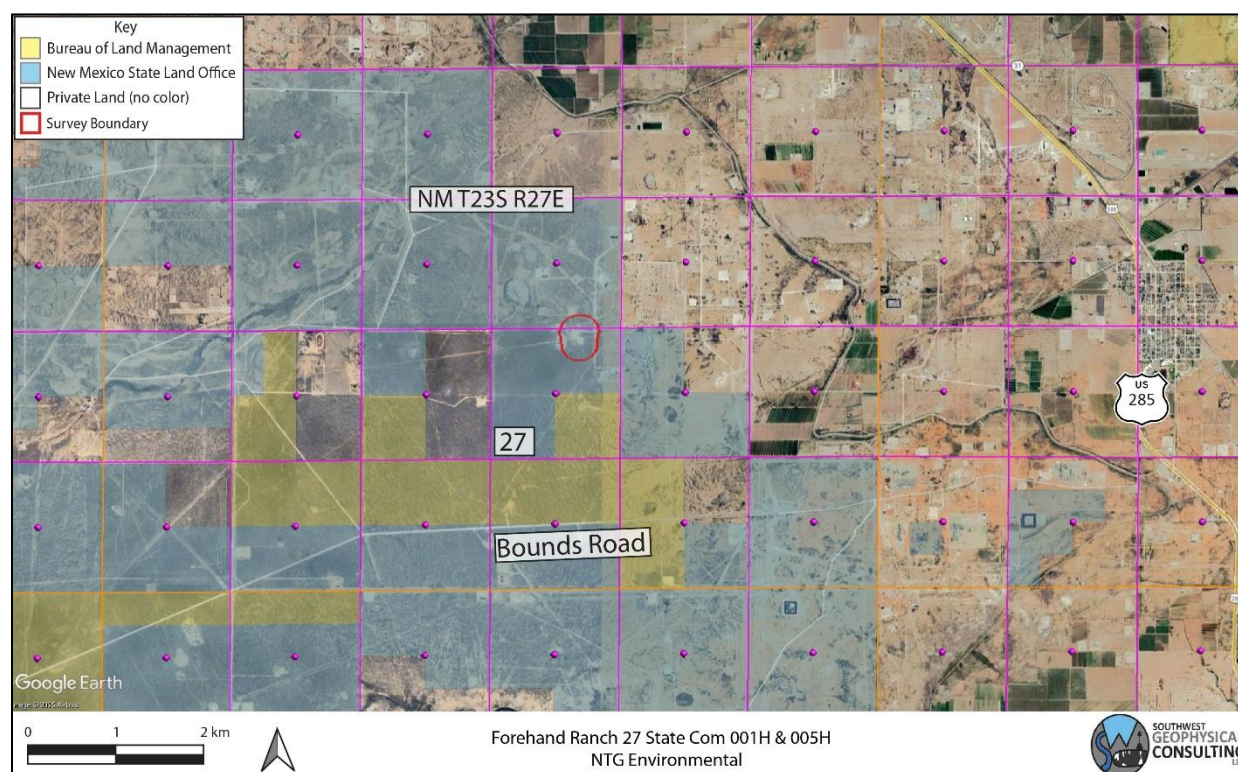 Key
Bureau of Land Management
New Mexico State Land Office
Private Land (no color)
Survey Boundary
31
NM T23S R27E
285
US
285
27
Bounds Road
Google Earth
0 1 2 km
Forehand Ranch 27 State Com 001H & 005H
NTG Environmental
SOUTHWEST
GEOPHYSICAL
CONSULTING